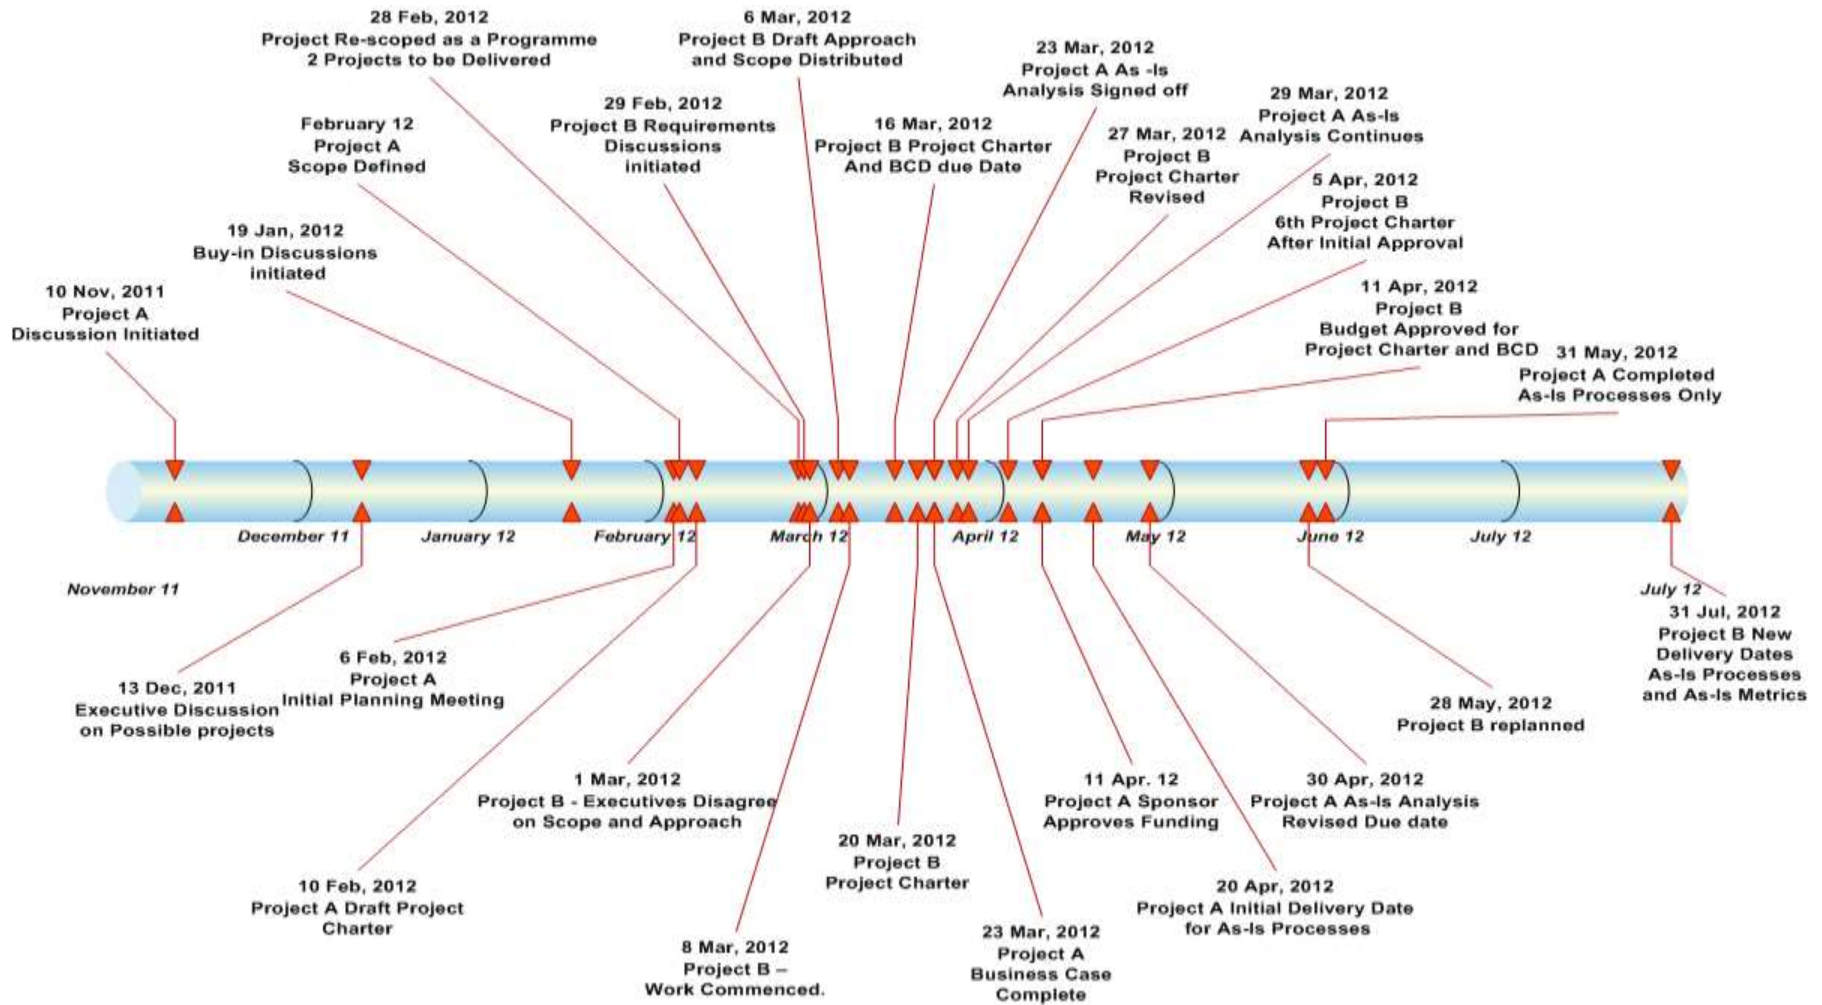 28 Feb, 2012
Project Re-scoped as a Programme
2 Projects to be Delivered
6 Mar, 2012
Project B Draft Approach
and Scope Distributed
23 Mar, 2012
Project A As -Is
Analysis Signed off
29 Feb, 2012
Project B Requirements
Discussions
initiated
29 Mar, 2012
Project A As-Is
Analysis Continues
February 12
Project A
Scope Defined
16 Mar, 2012
Project B Project Charter
And BCD due Date
27 Mar, 2012
Project B
Project Charter
Revised
5 Apr, 2012
Project B
6th Project Charter
After Initial Approval
19 Jan, 2012
Buy-in Discussions
initiated
10 Nov, 2011
Project A
Discussion Initiated
11 Apr, 2012
Project B
Budget Approved for
Project Charter and BCD
31 May, 2012
Project A Completed
As-Is Processes Only
December 11
January 12
February 12
March 12
April 12
May 12
June 12
July 12
November 11
July 12
13 Dec, 2011
Executive Discussion
on Possible projects
6 Feb, 2012
Project A
Initial Planning Meeting
31 Jul, 2012
Project B New
Delivery Dates
As-Is Processes
and As-Is Metrics
28 May, 2012
Project B replanned
1 Mar, 2012
Project B - Executives Disagree
on Scope and Approach
11 Apr. 12
Project A Sponsor
Approves Funding
30 Apr, 2012
Project A As-Is Analysis
Revised Due date
20 Mar, 2012
Project B
Project Charter
10 Feb, 2012
Project A Draft Project
Charter
20 Apr, 2012
Project A Initial Delivery Date
for As-Is Processes
8 Mar, 2012
Project B –
Work Commenced.
23 Mar, 2012
Project A
Business Case
Complete